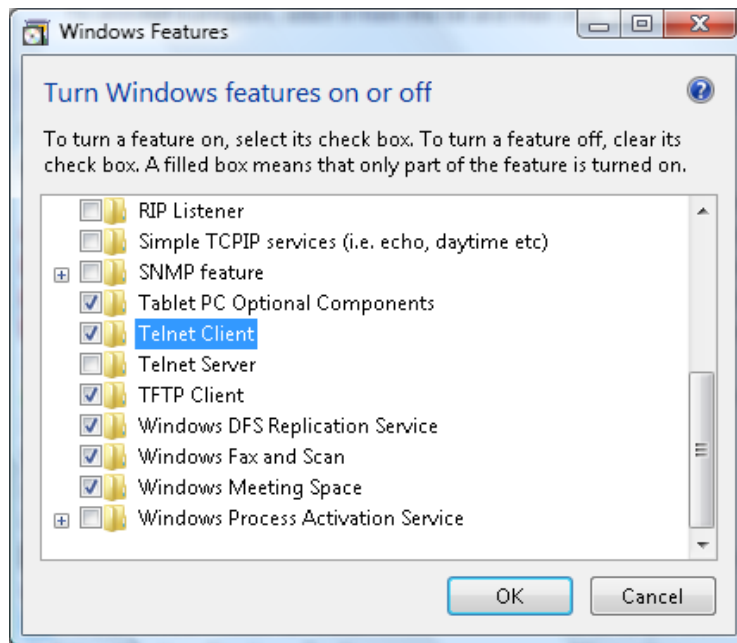 Windows Features
Turn Windows features on or off
To turn a feature on, select its check box. To turn a feature off, clear its
check box. A filled box means that only part of the feature is turned on.
RIP Listener
Simple TCPIP services (i.e. echo, daytime etc)
SNMP feature
Tablet PC Optional Components
Telnet Client
Telnet Server
TFTP Client
Windows DFS Replication Service
Windows Fax and Scan
Windows Meeting Space
Windows Process Activation Service
OK Cancel